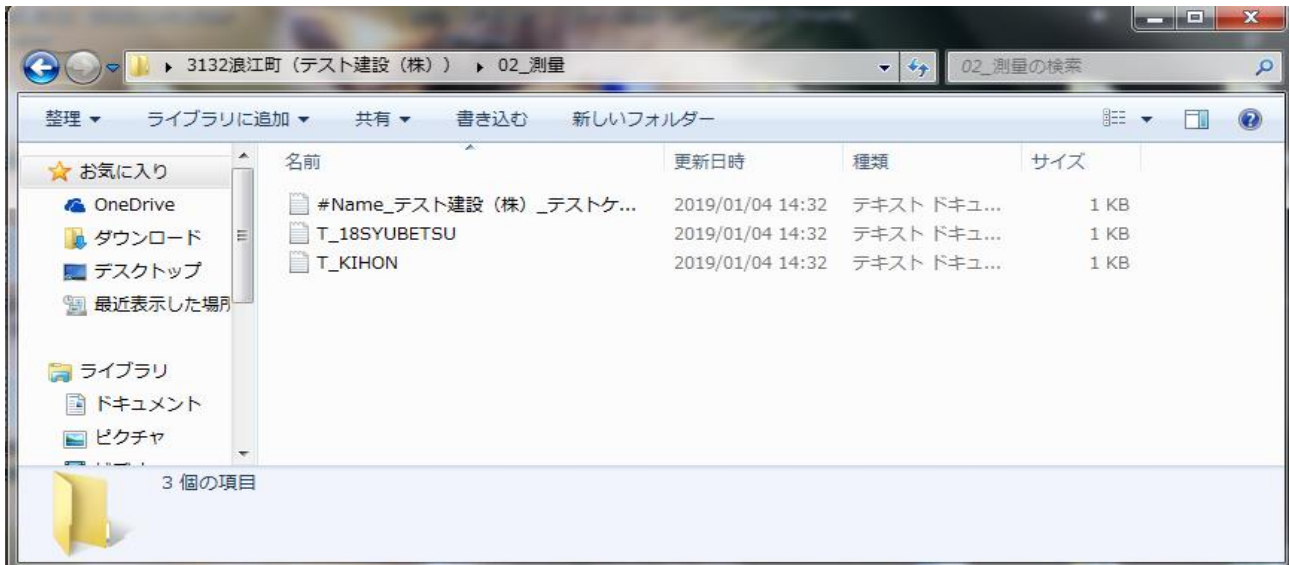 3132浪江町（テスト建設（株）） 02_測量 02_測量の検索
整理 ライブラリに追加 共有 書き込む 新しいフォルダー
お気に入り
OneDrive
ダウンロード
デスクトップ
最近表示した場所
ライブラリ
ドキュメント
ピクチャ
名前 更新日時 種類 サイズ
#Name_テスト建設（株）_テストケ... 2019/01/04 14:32 テキスト ドキュ... 1 KB
T_18SYUBETSU 2019/01/04 14:32 テキスト ドキュ... 1 KB
T_KIHON 2019/01/04 14:32 テキスト ドキュ... 1 KB
3 個の項目